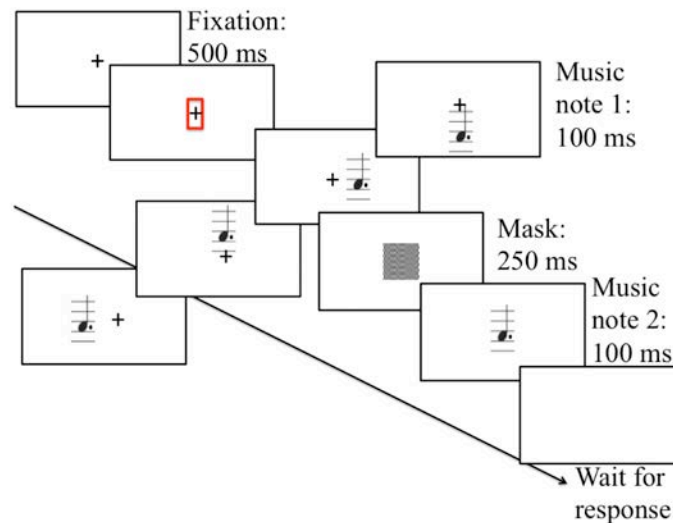 Fixation:
500 ms
Music
note 1:
100 ms
Mask:
250 ms
Music
note 2:
100 ms
Wait for
response